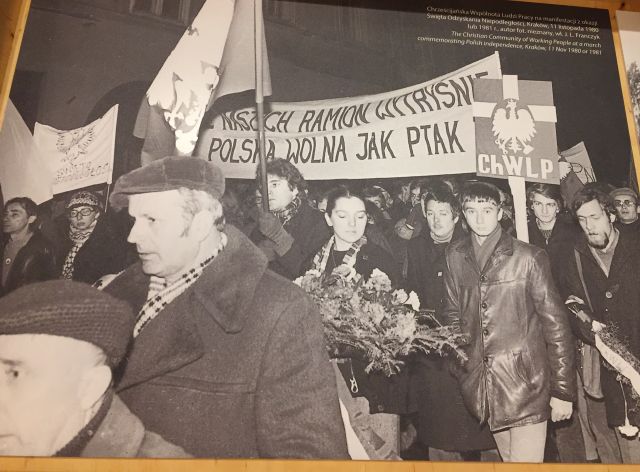 Chrześcijańska Wspólnota Ludzi Pracy na manifestacji z okazji
Święta Odzyskania Niepodległości, Kraków, 11 listopada 1980
lub 1981 r., autor fot. nieznany, wł. J. L. Franczyk
The Christian Community of Working People at a march
commemorating Polish Independence, Kraków, 11 Nov 1980 or 1981
NASZYCH RAMION WYTRYŚNIE
POLSKA WOLNA JAK PTAK
ChWLP